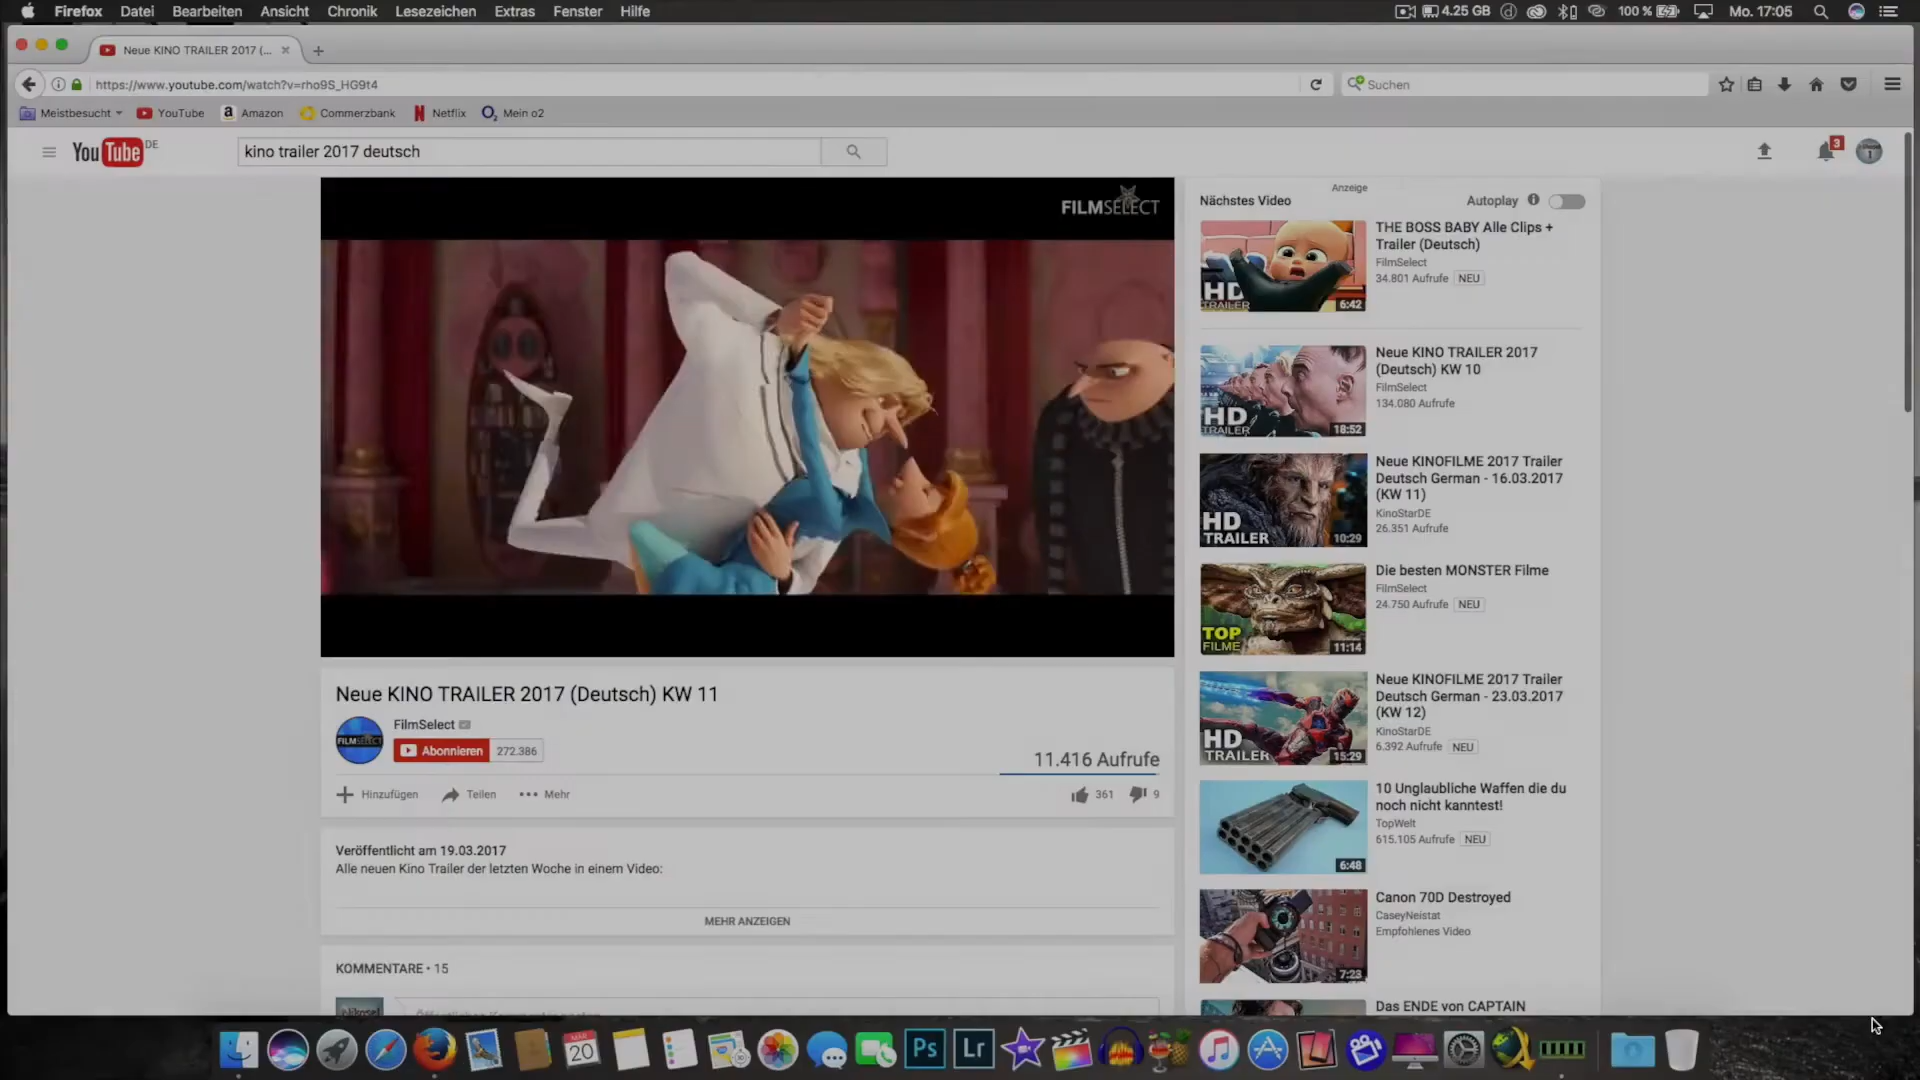 Firefox Datei Bearbeiten Ansicht Chronik Lesezeichen Extras Fenster Hilfe 4.25 GB 100 % Mo. 17:05
Neue KINO TRAILER 2017 (...
https://www.youtube.com/watch?v=rho9S_HG9t4
Suchen
Meistbesucht YouTube Amazon Commerzbank Netflix Mein o2
YouTube DE
kino trailer 2017 deutsch
3
1
FILMSELECT
Neue KINO TRAILER 2017 (Deutsch) KW 11
FILMSELECT
FilmSelect
Abonnieren 272.386
11.416 Aufrufe
Hinzufügen Teilen Mehr
361 9
Veröffentlicht am 19.03.2017
Alle neuen Kino Trailer der letzten Woche in einem Video:
MEHR ANZEIGEN
KOMMENTARE • 15
Anzeige
Nächstes Video Autoplay
THE BOSS BABY Alle Clips +
Trailer (Deutsch)
FilmSelect
34.801 Aufrufe NEU
HD
TRAILER
6:42
Neue KINO TRAILER 2017
(Deutsch) KW 10
FilmSelect
134.080 Aufrufe
HD
TRAILER
18:52
Neue KINOFILME 2017 Trailer
Deutsch German - 16.03.2017
(KW 11)
KinoStarDE
26.351 Aufrufe
HD
TRAILER
10:29
Die besten MONSTER Filme
FilmSelect
24.750 Aufrufe NEU
TOP
FILME
11:14
Neue KINOFILME 2017 Trailer
Deutsch German - 23.03.2017
(KW 12)
KinoStarDE
6.392 Aufrufe NEU
HD
TRAILER
15:29
10 Unglaubliche Waffen die du
noch nicht kanntest!
TopWelt
615.105 Aufrufe NEU
6:48
Canon 70D Destroyed
CaseyNeistat
Empfohlenes Video
7:23
Das ENDE von CAPTAIN
20
Ps
Lr